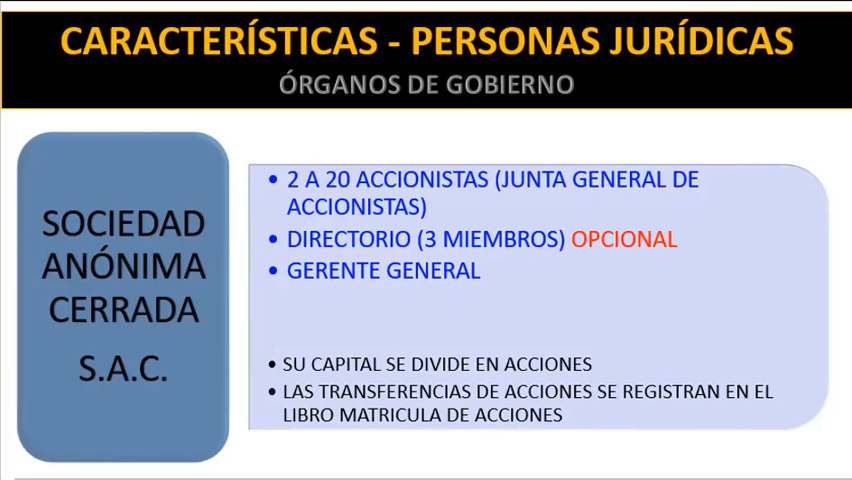 CARACTERÍSTICAS - PERSONAS JURÍDICAS
ÓRGANOS DE GOBIERNO
SOCIEDAD
ANÓNIMA
CERRADA
S.A.C.
• 2 A 20 ACCIONISTAS (JUNTA GENERAL DE
ACCIONISTAS)
• DIRECTORIO (3 MIEMBROS) OPCIONAL
• GERENTE GENERAL
• SU CAPITAL SE DIVIDE EN ACCIONES
• LAS TRANSFERENCIAS DE ACCIONES SE REGISTRAN EN EL
LIBRO MATRICULA DE ACCIONES